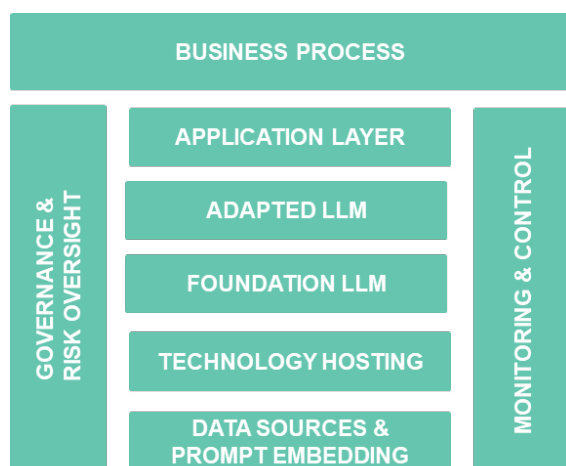 BUSINESS PROCESS
GOVERNANCE &
RISK OVERSIGHT
APPLICATION LAYER
ADAPTED LLM
FOUNDATION LLM
TECHNOLOGY HOSTING
DATA SOURCES &
PROMPT EMBEDDING
MONITORING & CONTROL